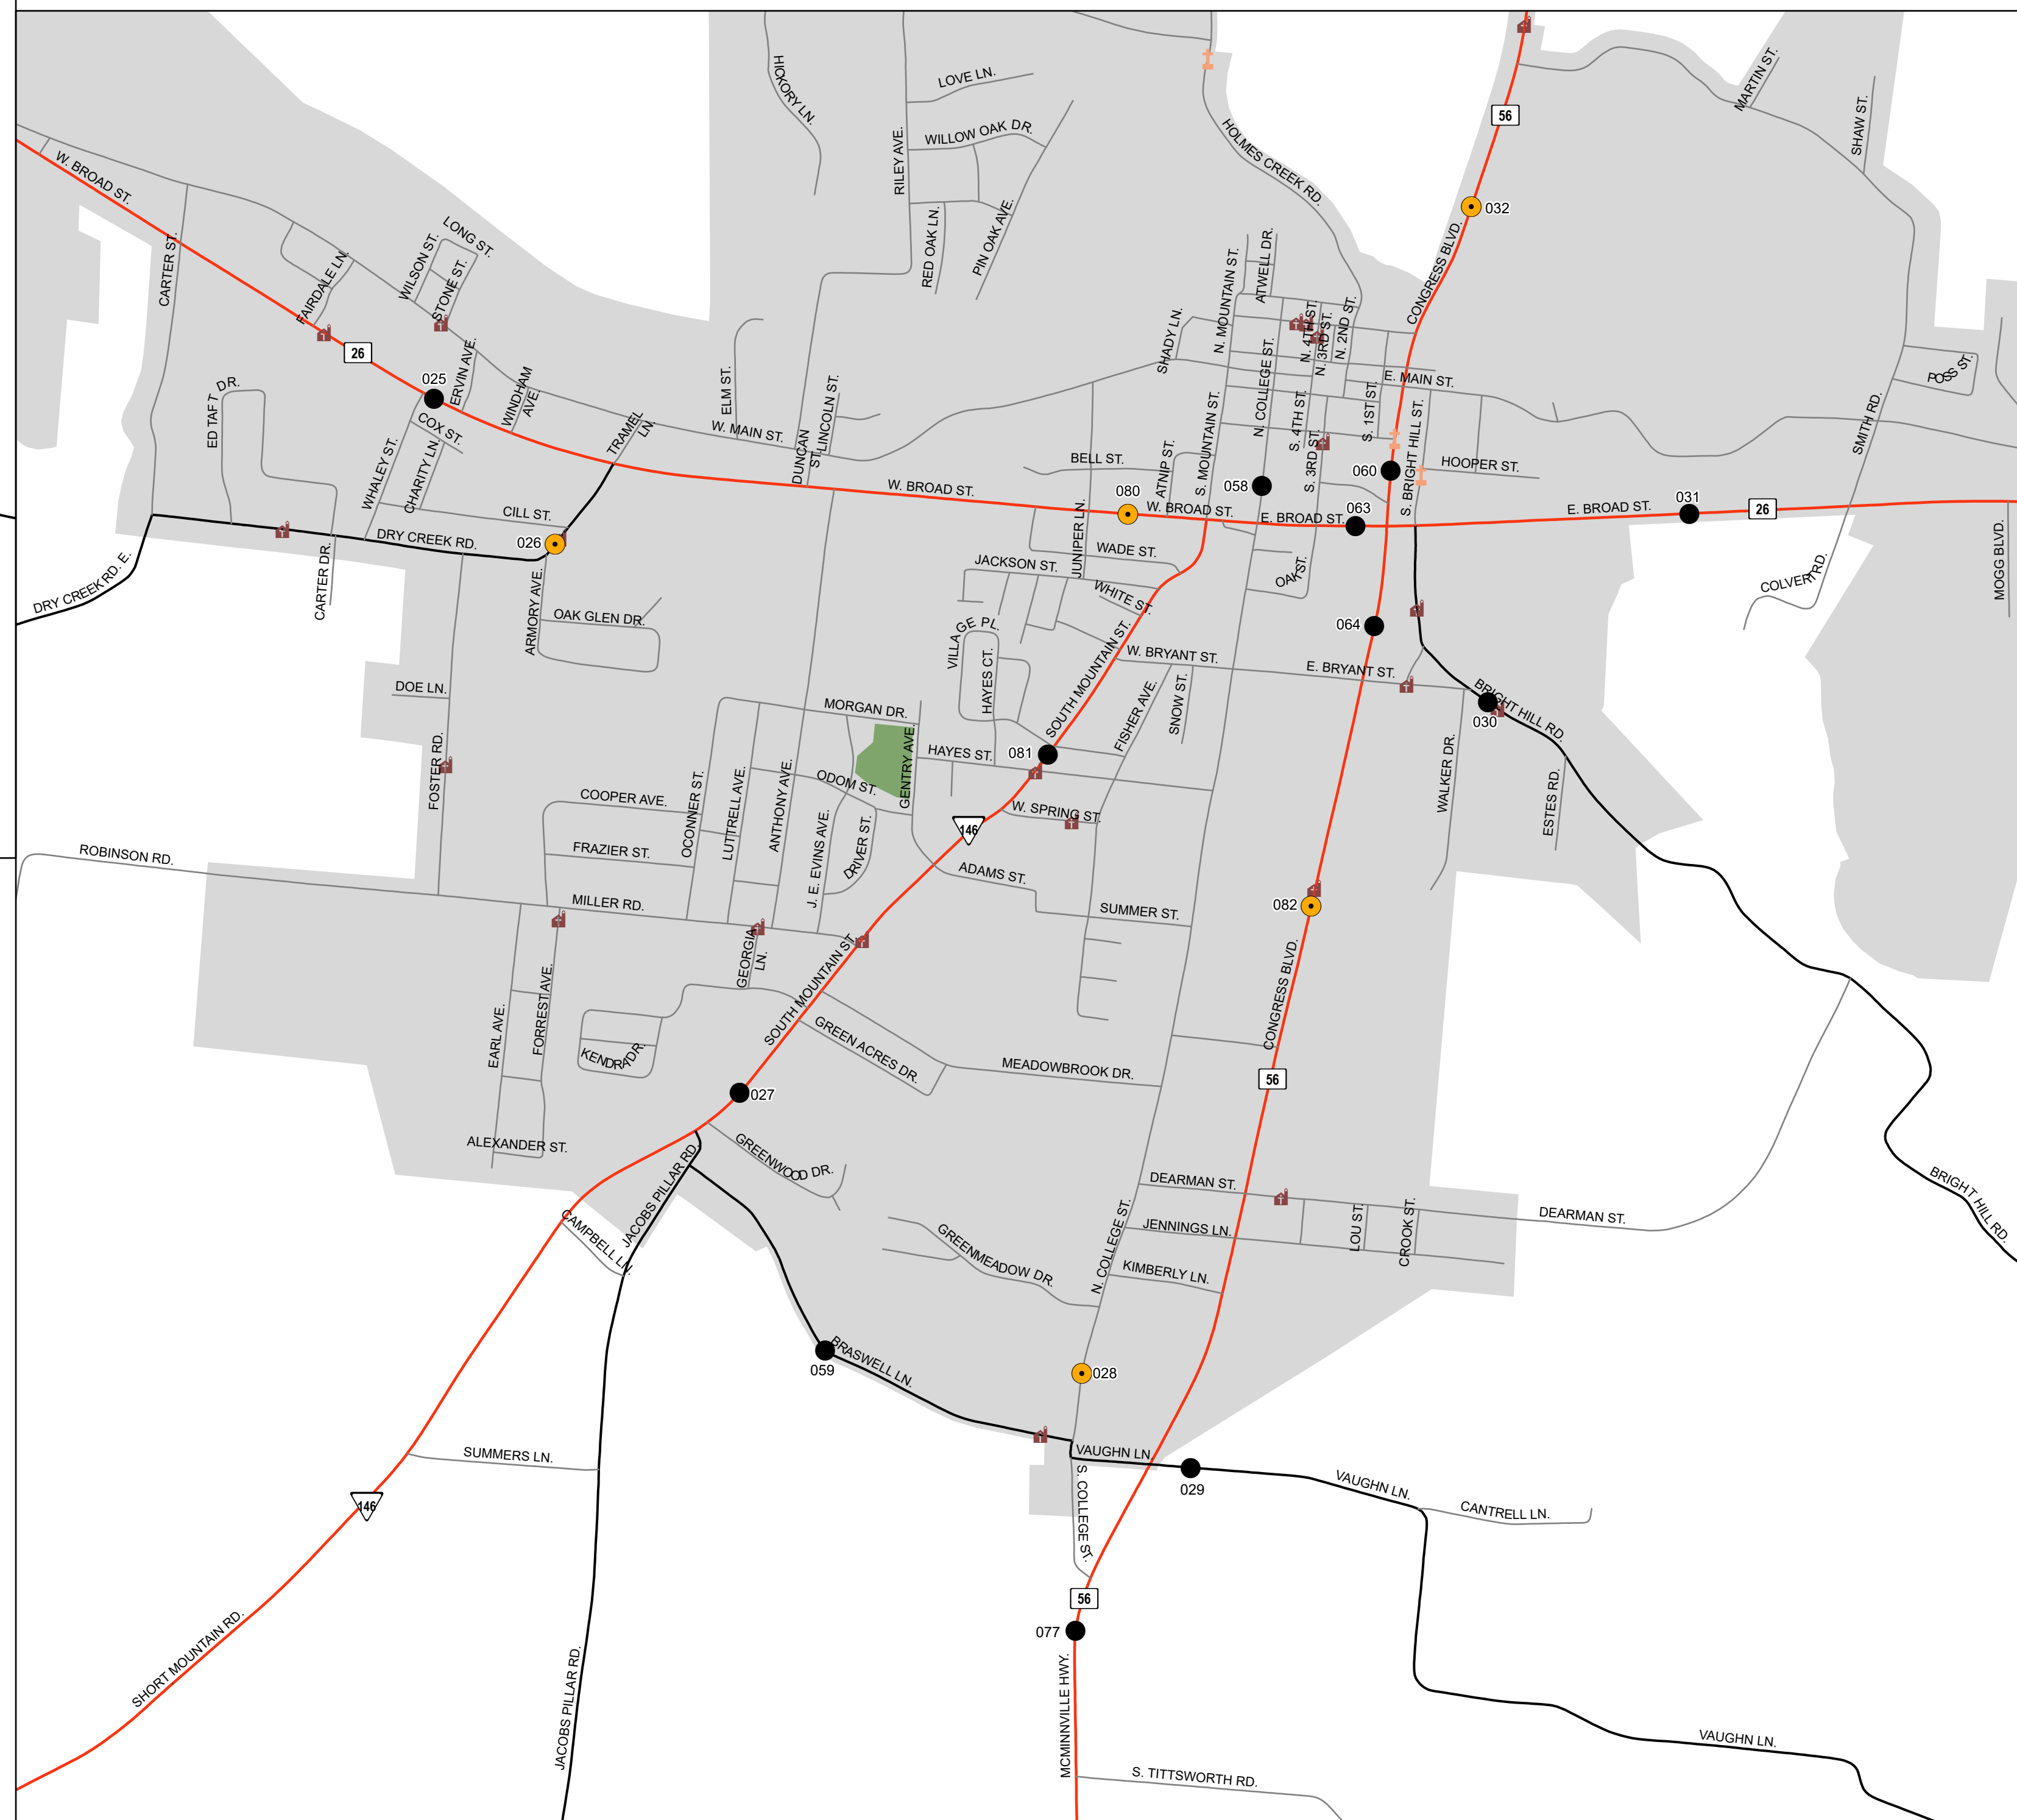 HICKORY LN.
LOVE LN.
WILLOW OAK DR.
RILEY AVE.
RED OAK LN.
PIN OAK AVE.
HOLMES CREEK RD.
56
MARTIN ST.
SHAW ST.
032
CONGRESS BLVD.
W. BROAD ST.
CARTER ST.
FAIRDALE LN.
WILSON ST.
LONG ST.
STONE ST.
26
025
ERVIN AVE.
WINDHAM
AVE.
ED TAFT DR.
COX ST.
WHALEY ST.
CHARITY LN.
TRAMEL
LN.
ELM ST.
W. MAIN ST.
DUNCAN
ST.
LINCOLN ST.
SHADY LN.
N. MOUNTAIN ST.
ATWELL DR.
N. 4TH ST.
N. 3RD ST.
N. 2ND ST.
E. MAIN ST.
N. COLLEGE ST.
S. 4TH ST.
S. 3RD ST.
S. 1ST ST.
S. BRIGHT HILL ST.
S. MOUNTAIN ST.
ATNIP ST.
BELL ST.
HOOPER ST.
060
058
080
063
031
26
W. BROAD ST.
W. BROAD ST.
E. BROAD ST.
E. BROAD ST.
POSS ST.
SMITH RD.
COLVERT RD.
MOGG BLVD.
CILL ST.
DRY CREEK RD.
026
DRY CREEK RD. E.
CARTER DR.
ARMORY AVE.
OAK GLEN DR.
JUNIPER LN.
WADE ST.
JACKSON ST.
WHITE ST.
OAK ST.
064
VILLAGE PL.
HAYES CT.
SOUTH MOUNTAIN ST.
W. BRYANT ST.
E. BRYANT ST.
FISHER AVE.
SNOW ST.
BRIGHT HILL RD.
030
DOE LN.
FOSTER RD.
MORGAN DR.
GENTRY AVE.
HAYES ST.
081
ODOM ST.
W. SPRING ST.
146
COOPER AVE.
OCONNER ST.
LUTTRELL AVE.
ANTHONY AVE.
J. E. EVINS AVE.
DRIVER ST.
WALKER DR.
ESTES RD.
ROBINSON RD.
FRAZIER ST.
MILLER RD.
ADAMS ST.
SUMMER ST.
082
GEORGIA
LN.
SOUTH MOUNTAIN ST.
EARL AVE.
FORREST AVE.
KENDRA DR.
GREEN ACRES DR.
MEADOWBROOK DR.
CONGRESS BLVD.
56
027
ALEXANDER ST.
GREENWOOD DR.
JACOBS PILLAR RD.
CAMPBELL LN.
DEARMAN ST.
DEARMAN ST.
JENNINGS LN.
LOU ST.
CROOK ST.
KIMBERLY LN.
N. COLLEGE ST.
GREENMEADOW DR.
BRIGHT HILL RD.
059
BRASWELL LN.
028
SUMMERS LN.
VAUGHN LN.
029
VAUGHN LN.
CANTRELL LN.
146
S. COLLEGE ST.
56
077
SHORT MOUNTAIN RD.
JACOBS PILLAR RD.
MCMINNVILLE HWY.
S. TITTSWORTH RD.
VAUGHN LN.